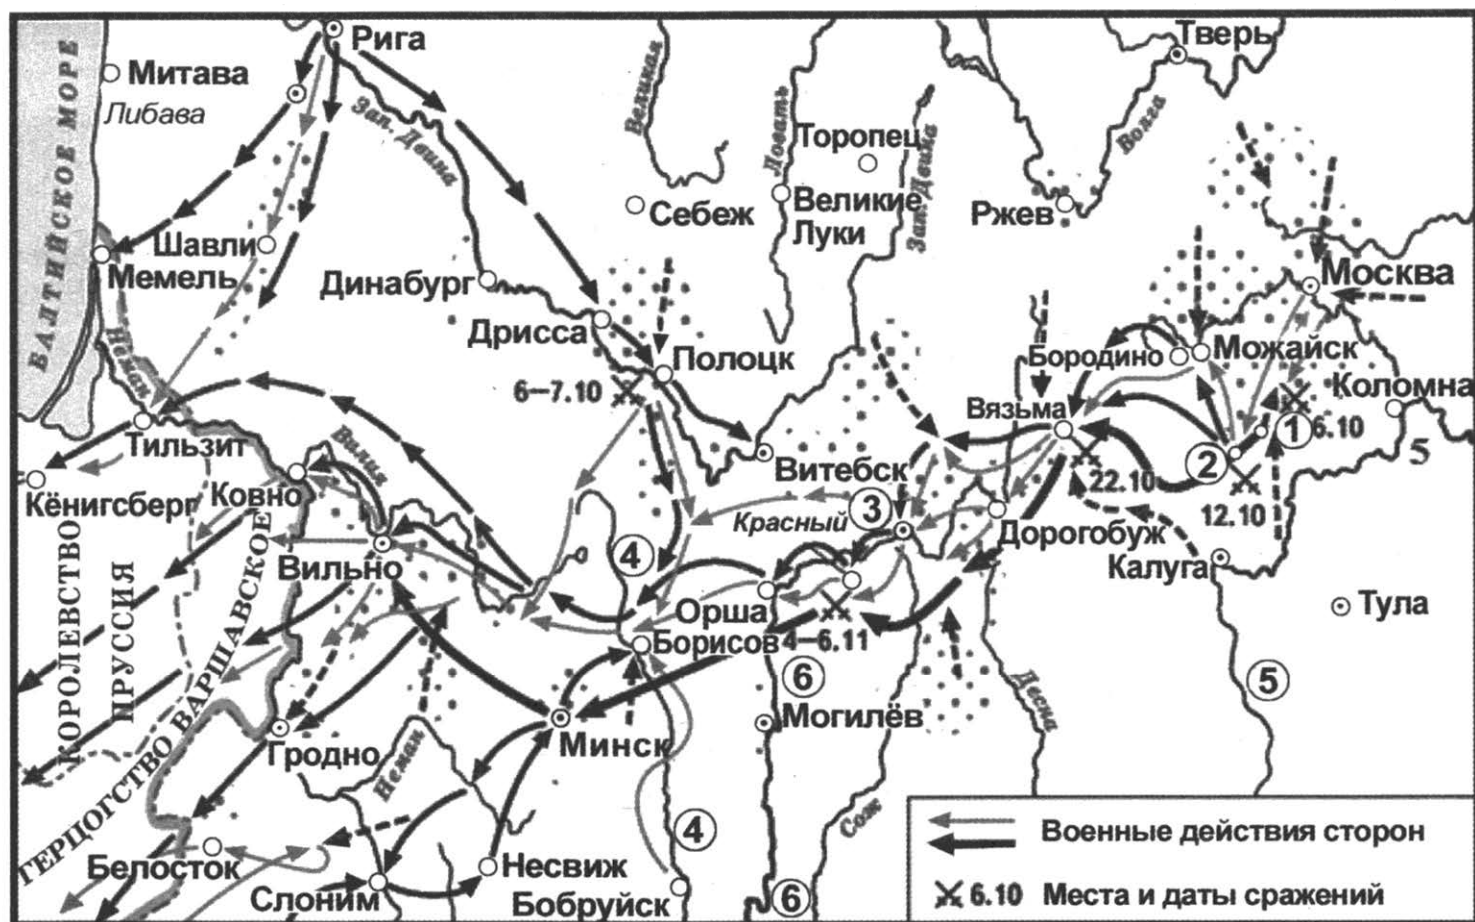 Рига
Тверь
Митава
Либава
БАЛТИЙСКОЕ МОРЕ
Зап. Двина
Великая
Ловать
Торопец
Зап. Двина
Волга
Себеж
Великие
Луки
Ржев
Шавли
Мемель
Динабург
Москва
Дрисса
Неман
Полоцк
Бородино
Можайск
6–7.10
Коломна
Вязьма
1
6.10
Тильзит
Вилия
Витебск
2
5
22.10
Кёнигсберг
Ковно
Красный
3
12.10
Дорогобуж
4
Калуга
Вильно
Орша
Тула
Борисов
4–6.11
КОРОЛЕВСТВО
ПРУССИЯ
ГЕРЦОГСТВО ВАРШАВСКОЕ
6
5
Десна
Могилёв
Гродно
Минск
Неман
Сож
4
Военные действия сторон
Белосток
Несвиж
Слоним
Бобруйск
6
6.10 Места и даты сражений